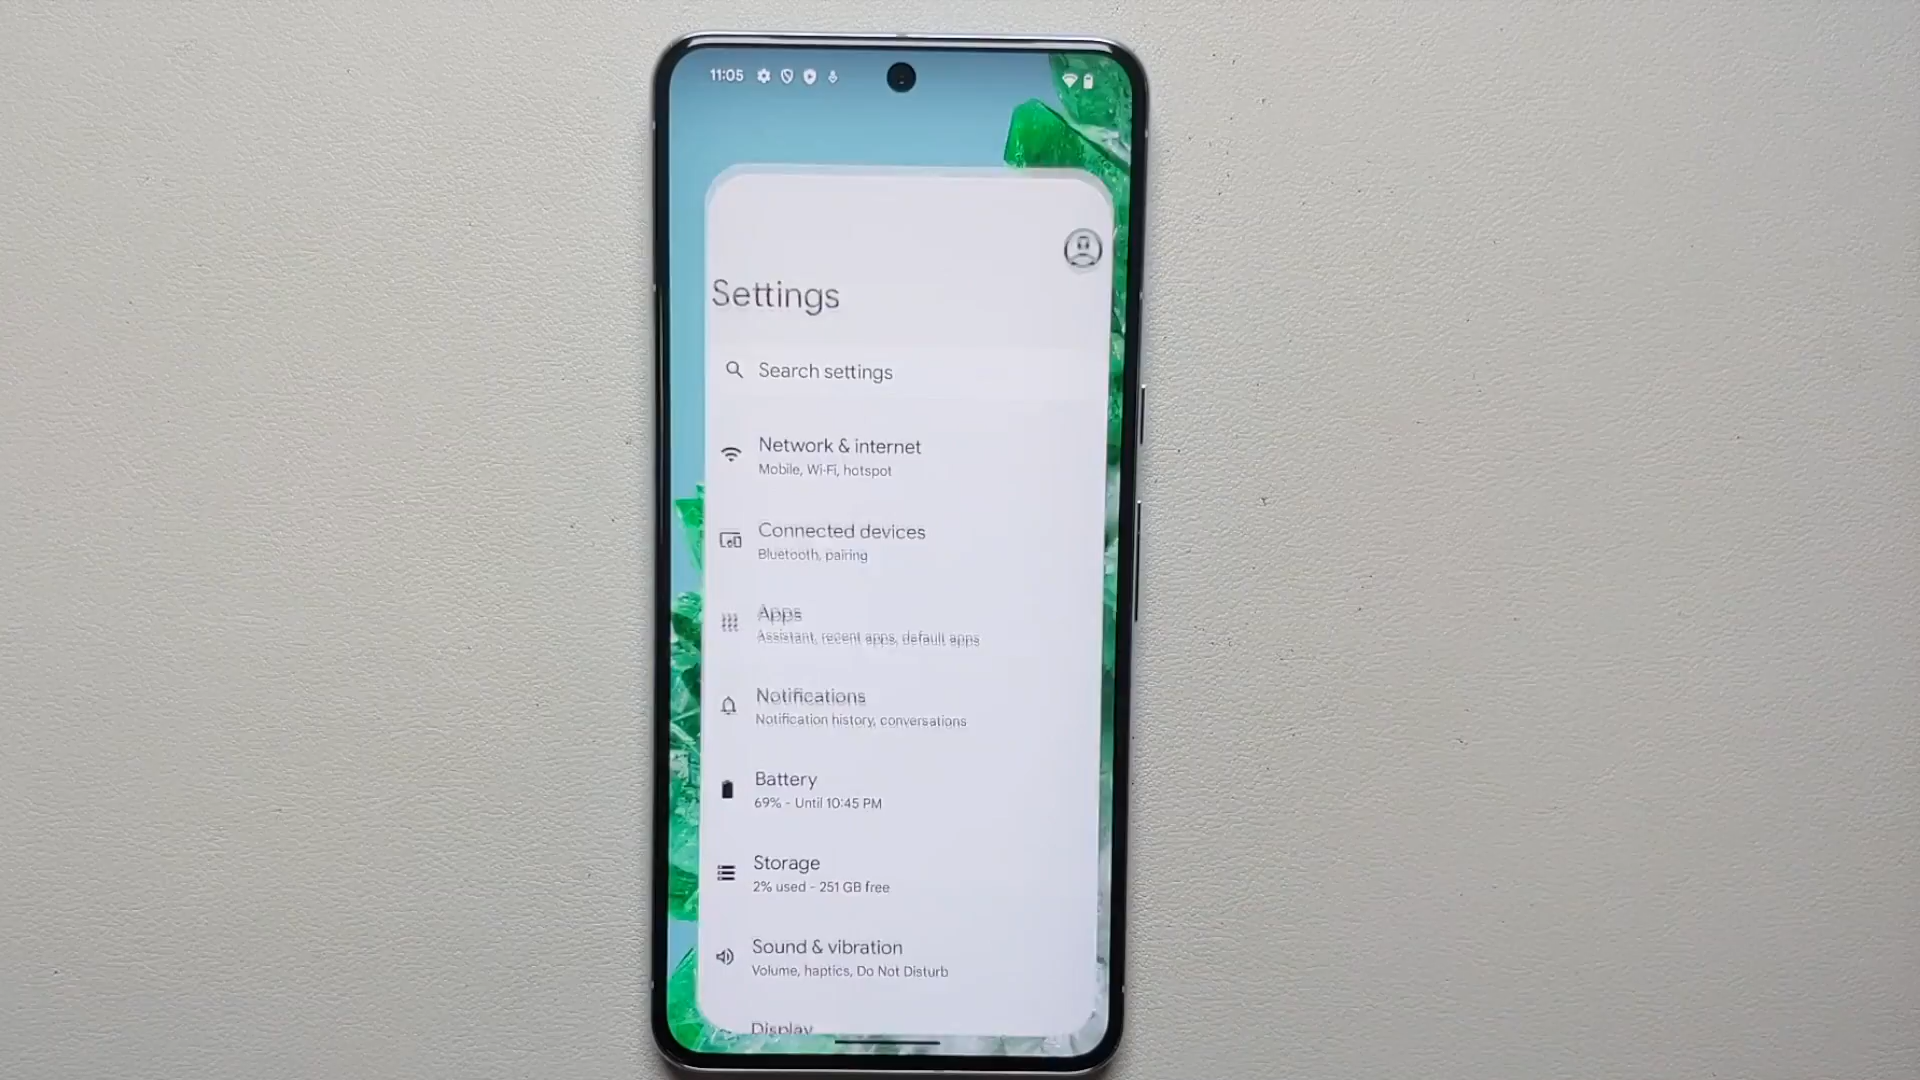 11:05
Settings
Search settings
Network & internet
Mobile, Wi-Fi, hotspot
Connected devices
Bluetooth, pairing
Apps
Assistant, recent apps, default apps
Notifications
Notification history, conversations
Battery
69% - Until 10:45 PM
Storage
2% used - 251 GB free
Sound & vibration
Volume, haptics, Do Not Disturb
Display